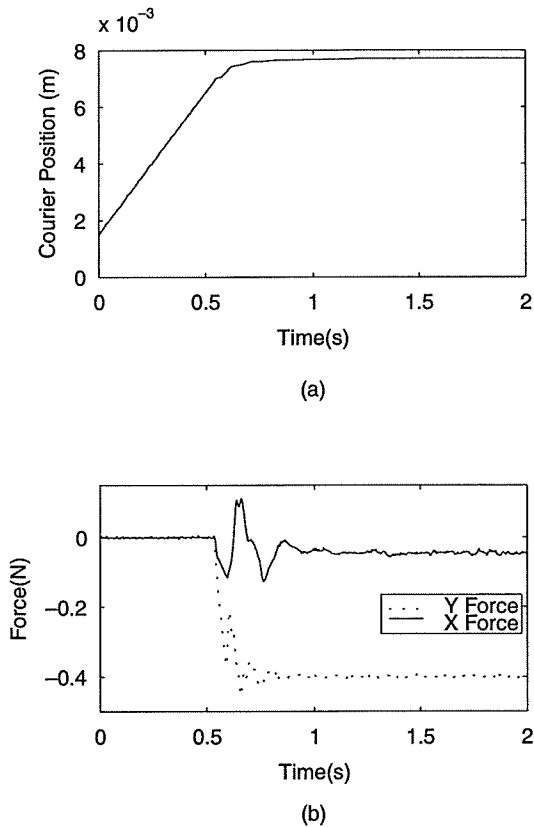 x 10⁻³
8
6
4
2
0
Courier Position (m)
0 0.5 1 1.5 2
Time(s)
(a)
0
−0.2
−0.4
Force(N)
Y Force
X Force
0 0.5 1 1.5 2
Time(s)
(b)